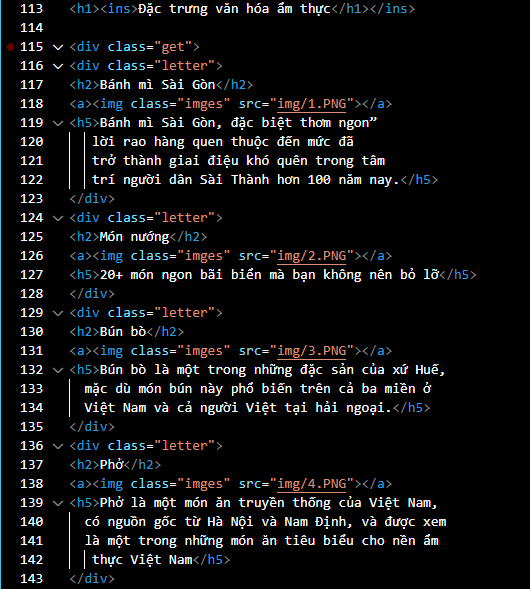 113 <h1><ins>Đặc trưng văn hóa ẩm thực</h1></ins>
114
115 <div class="get">
116 <div class="letter">
117 <h2>Bánh mì Sài Gòn</h2>
118 <a><img class="imges" src="img/1.PNG"></a>
119 <h5>Bánh mì Sài Gòn, đặc biệt thơm ngon”
120 lời rao hàng quen thuộc đến mức đã
121 trở thành giai điệu khó quên trong tâm
122 trí người dân Sài Thành hơn 100 năm nay.</h5>
123 </div>
124 <div class="letter">
125 <h2>Món nướng</h2>
126 <a><img class="imges" src="img/2.PNG"></a>
127 <h5>20+ món ngon bãi biển mà bạn không nên bỏ lỡ</h5>
128 </div>
129 <div class="letter">
130 <h2>Bún bò</h2>
131 <a><img class="imges" src="img/3.PNG"></a>
132 <h5>Bún bò là một trong những đặc sản của xứ Huế,
133 mặc dù món bún này phổ biến trên cả ba miền ở
134 Việt Nam và cả người Việt tại hải ngoại.</h5>
135 </div>
136 <div class="letter">
137 <h2>Phở</h2>
138 <a><img class="imges" src="img/4.PNG"></a>
139 <h5>Phở là một món ăn truyền thống của Việt Nam,
140 có nguồn gốc từ Hà Nội và Nam Định, và được xem
141 là một trong những món ăn tiêu biểu cho nền ẩm
142 thực Việt Nam</h5>
143 </div>